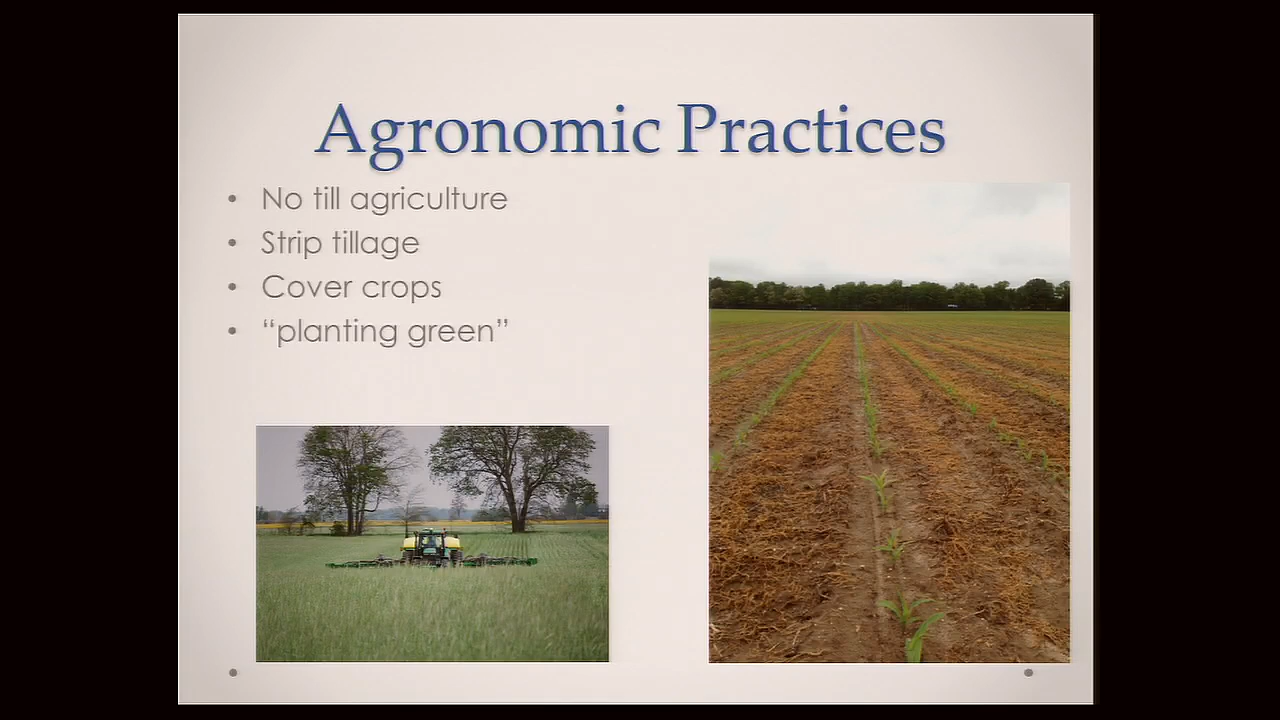 Agronomic Practices
• No till agriculture
• Strip tillage
• Cover crops
• “planting green”